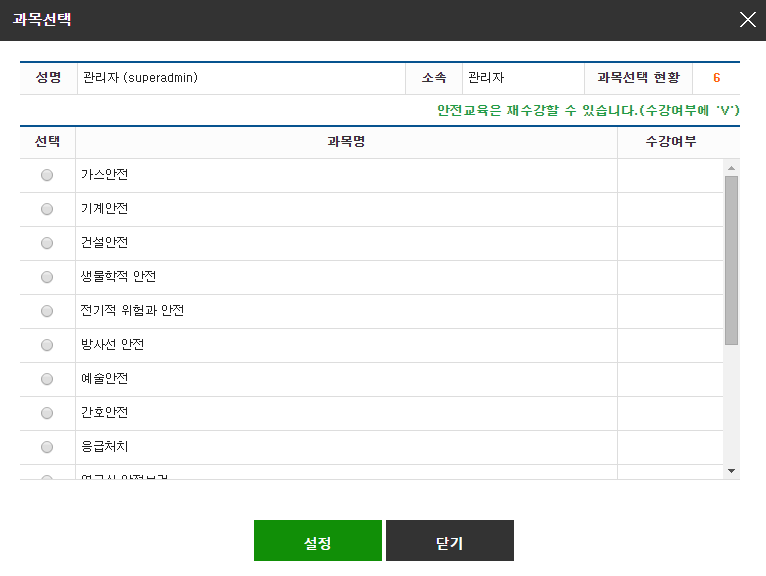 과목선택
성명 관리자 (superadmin) 소속 관리자 과목선택 현황 6
안전교육은 재수강할 수 있습니다.(수강여부에 'V')
선택 과목명 수강여부
가스안전
기계안전
건설안전
생물학적 안전
전기적 위험과 안전
방사선 안전
예술안전
간호안전
응급처치
설정 닫기